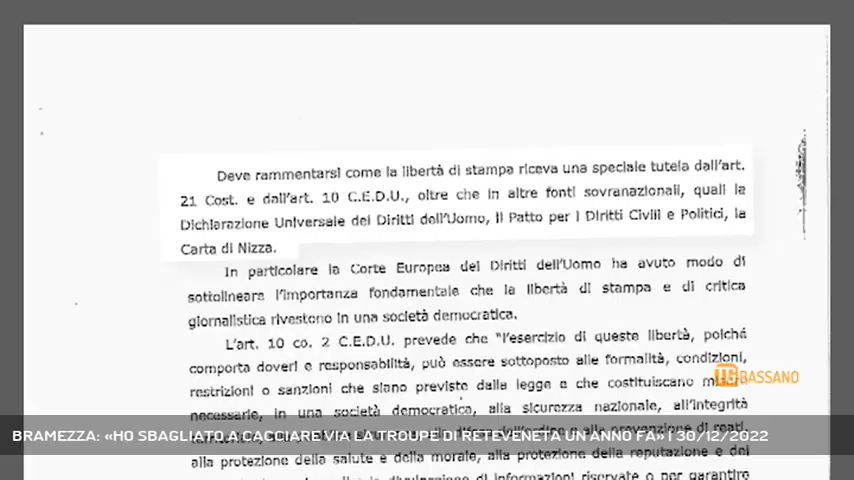 Deve rammentarsi come la libertà di stampa riceva una speciale tutela dall'art.
21 Cost. e dall'art. 10 C.E.D.U., oltre che in altre fonti sovranazionali, quali la
Dichiarazione Universale dei Diritti dell'Uomo, il Patto per i Diritti Civili e Politici, la
Carta di Nizza.
In particolare la Corte Europea dei Diritti dell'Uomo ha avuto modo di
sottolineare l'importanza fondamentale che la libertà di stampa e di critica
giornalistica rivestono in una società democratica.
L'art. 10 co. 2 C.E.D.U. prevede che "l'esercizio di queste libertà, poiché
comporta doveri e responsabilità, può essere sottoposto alle formalità, condizioni,
restrizioni o sanzioni che siano previste dalla legge e che costituiscano
TG BASSANO
necessarie, in una società democratica, alla sicurezza nazionale, all'integrità
BRAMEZZA: «HO SBAGLIATO A CACCIARE VIA LA TROUPE DI RETEVENETA UN ANNO FA» | 30/12/2022
alla protezione della salute e della morale, alla protezione della reputazione e dei
divulgazione di informazioni riservate o per garantire